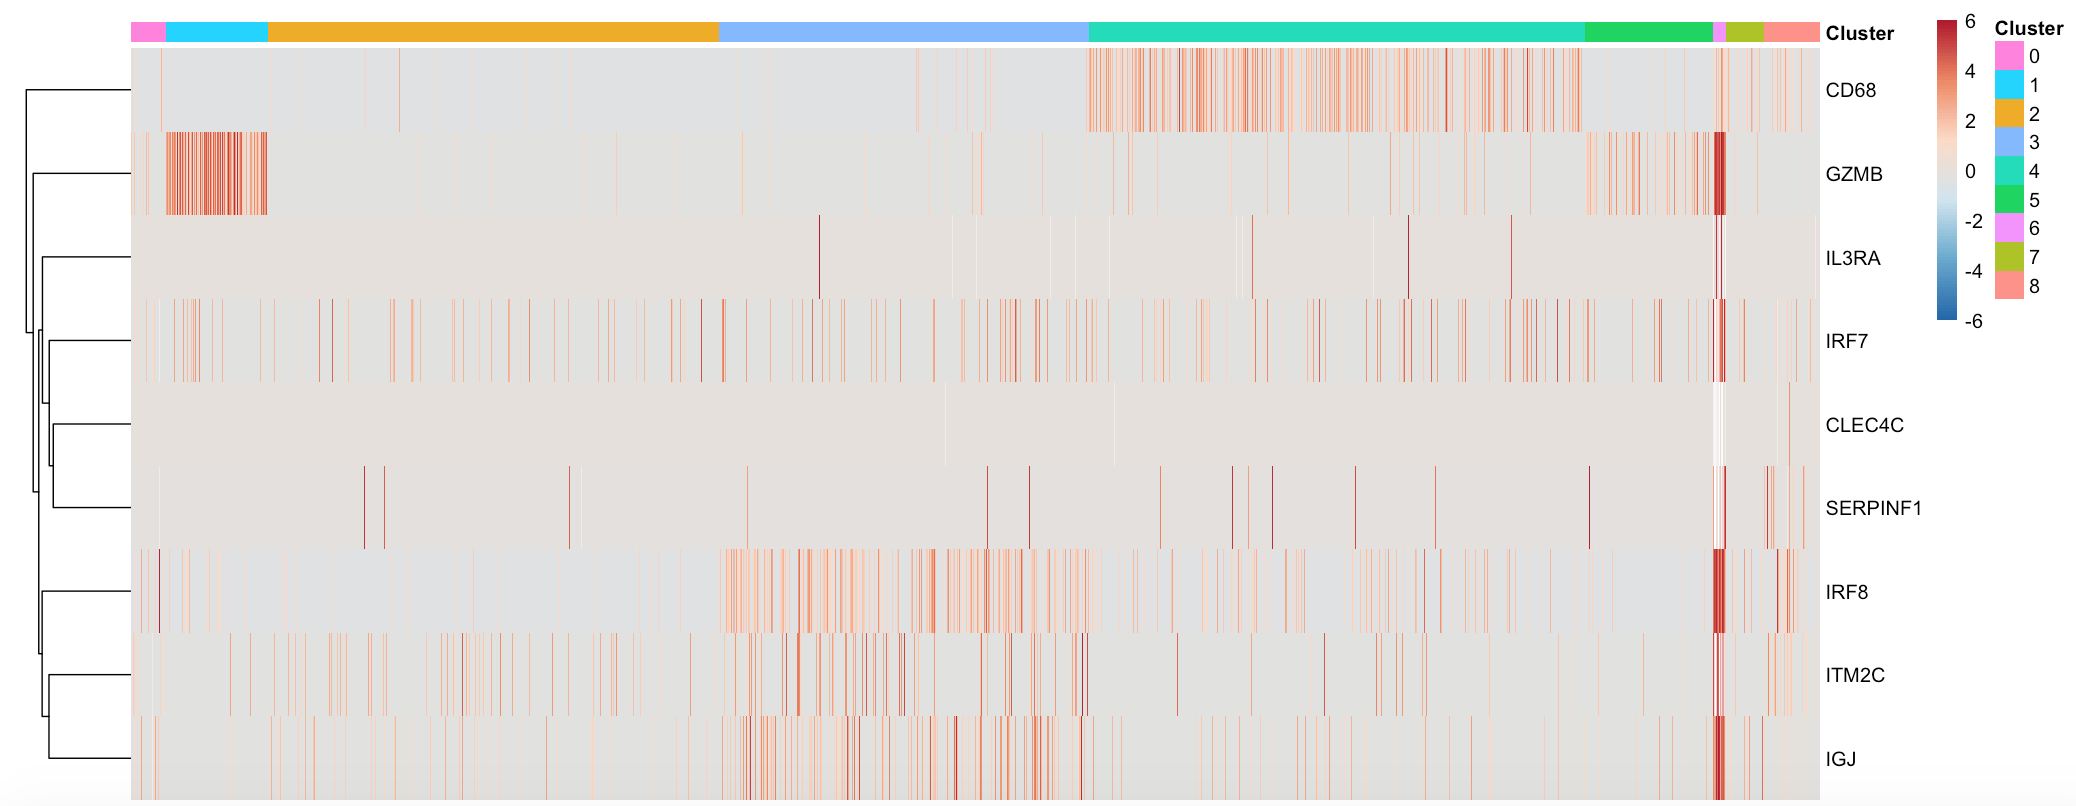 Cluster
CD68
GZMB
IL3RA
IRF7
CLEC4C
SERPINF1
IRF8
ITM2C
IGJ
6
4
2
0
-2
-4
-6
Cluster
0
1
2
3
4
5
6
7
8